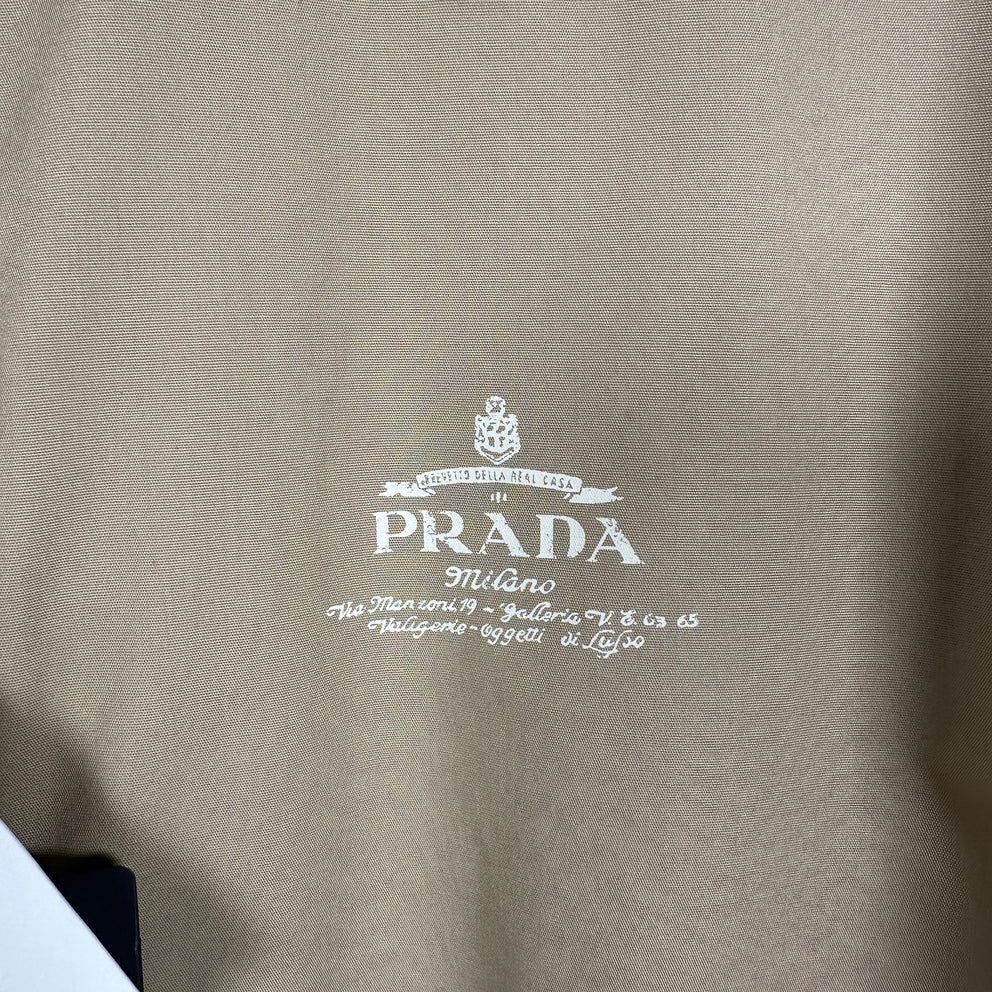 BREVETTO DELLA REAL CASA
PRADA
Milano
Via Manzoni, 19 - Galleria V. E. 63 65
Valigerie - Oggetti di Lusso